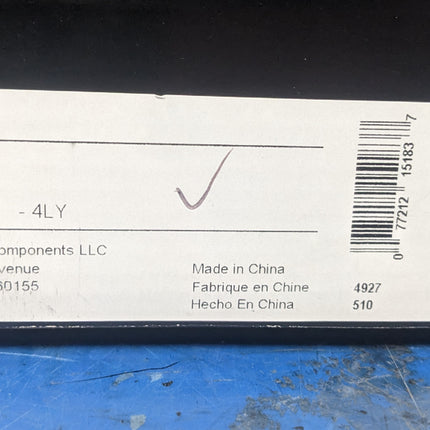 - 4LY
omponents LLC
venue
60155
Made in China
Fabrique en Chine
Hecho En China
4927
510
0 77212 15183 7